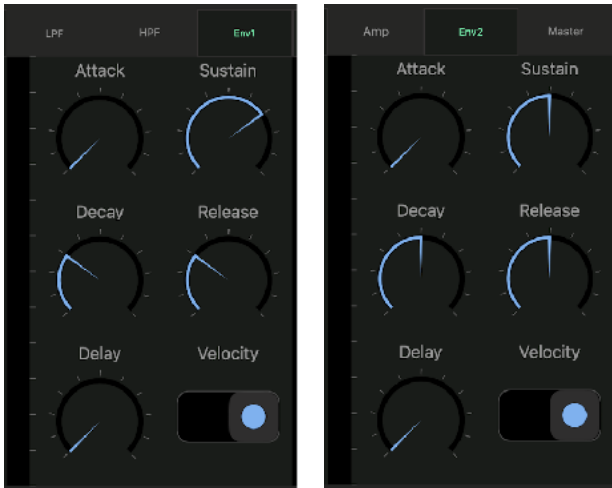 LPF HPF Env1
Attack Sustain
Decay Release
Delay Velocity
Amp Env2 Master
Attack Sustain
Decay Release
Delay Velocity